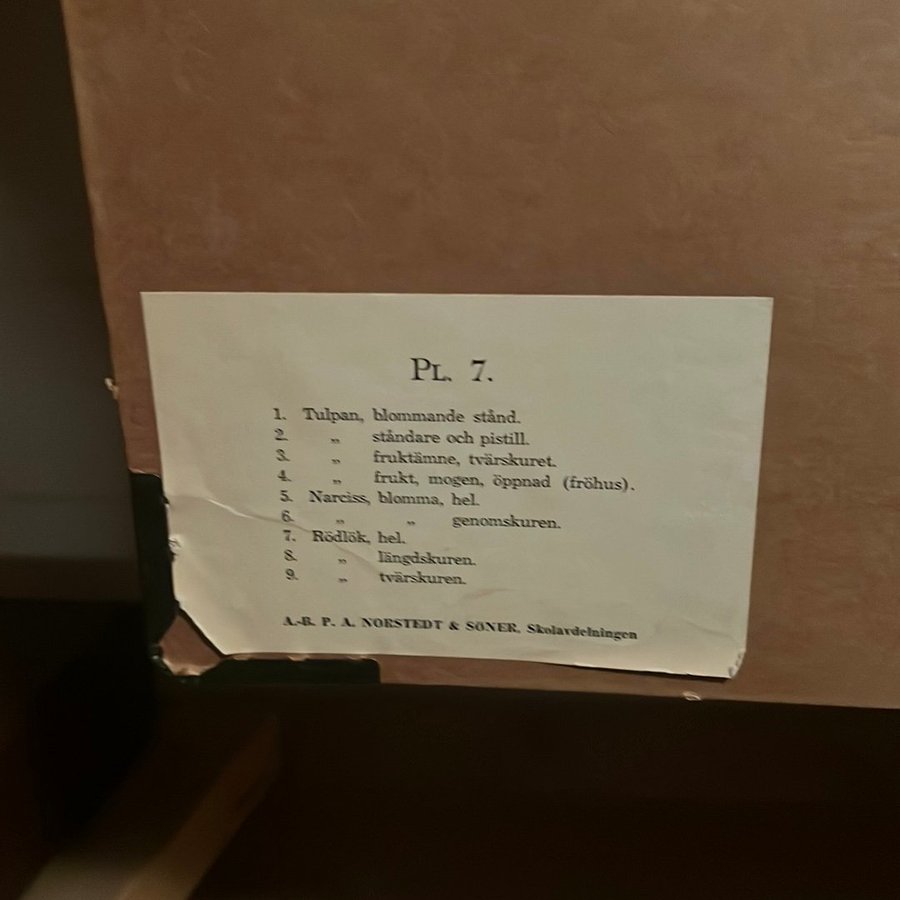 PL. 7.
1. Tulpan, blommande stånd.
2. „ ståndare och pistill.
3. „ fruktämne, tvärskuret.
4. „ frukt, mogen, öppnad (fröhus).
5. Narciss, blomma, hel.
6. „ „ genomskuren.
7. Rödlök, hel.
8. „ längdskuren.
9. „ tvärskuren.
A.-B. P. A. NORSTEDT & SÖNER, Skolavdelningen